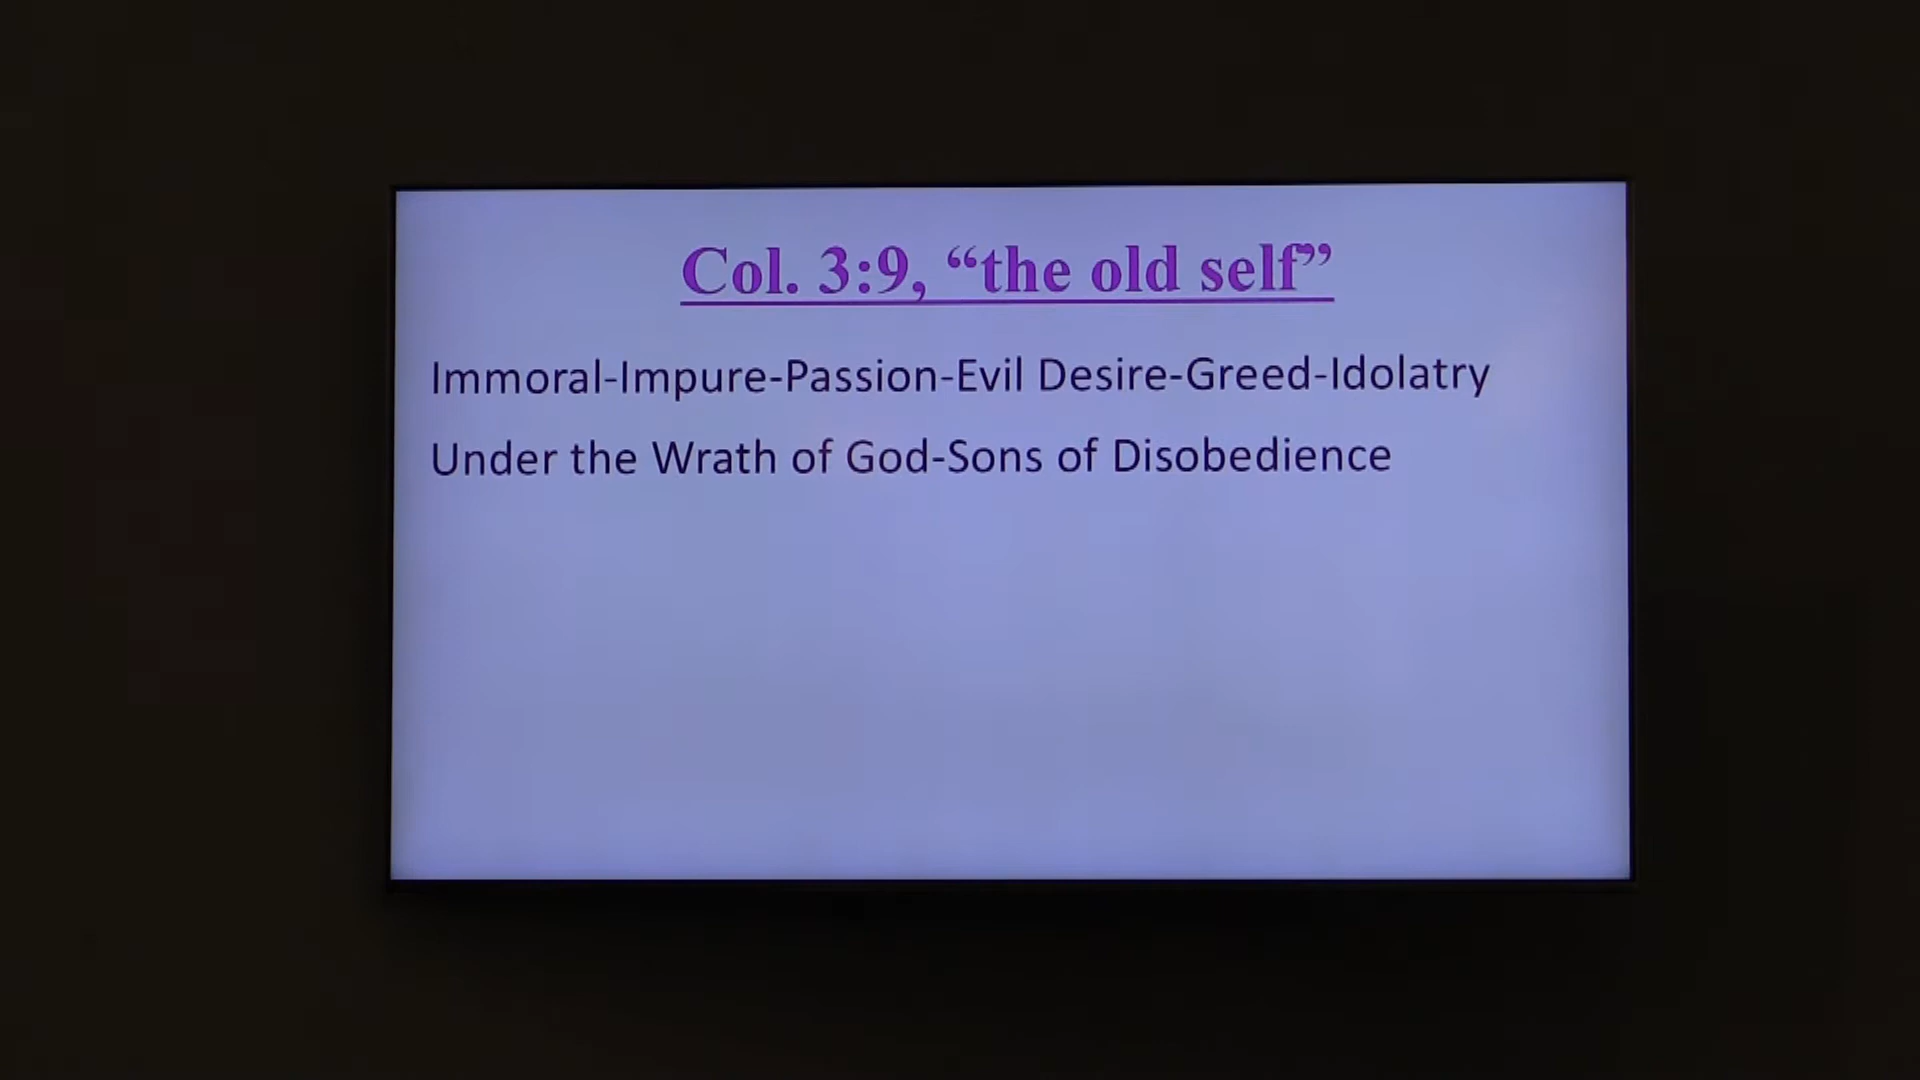 Col. 3:9, “the old self”
Immoral-Impure-Passion-Evil Desire-Greed-Idolatry
Under the Wrath of God-Sons of Disobedience